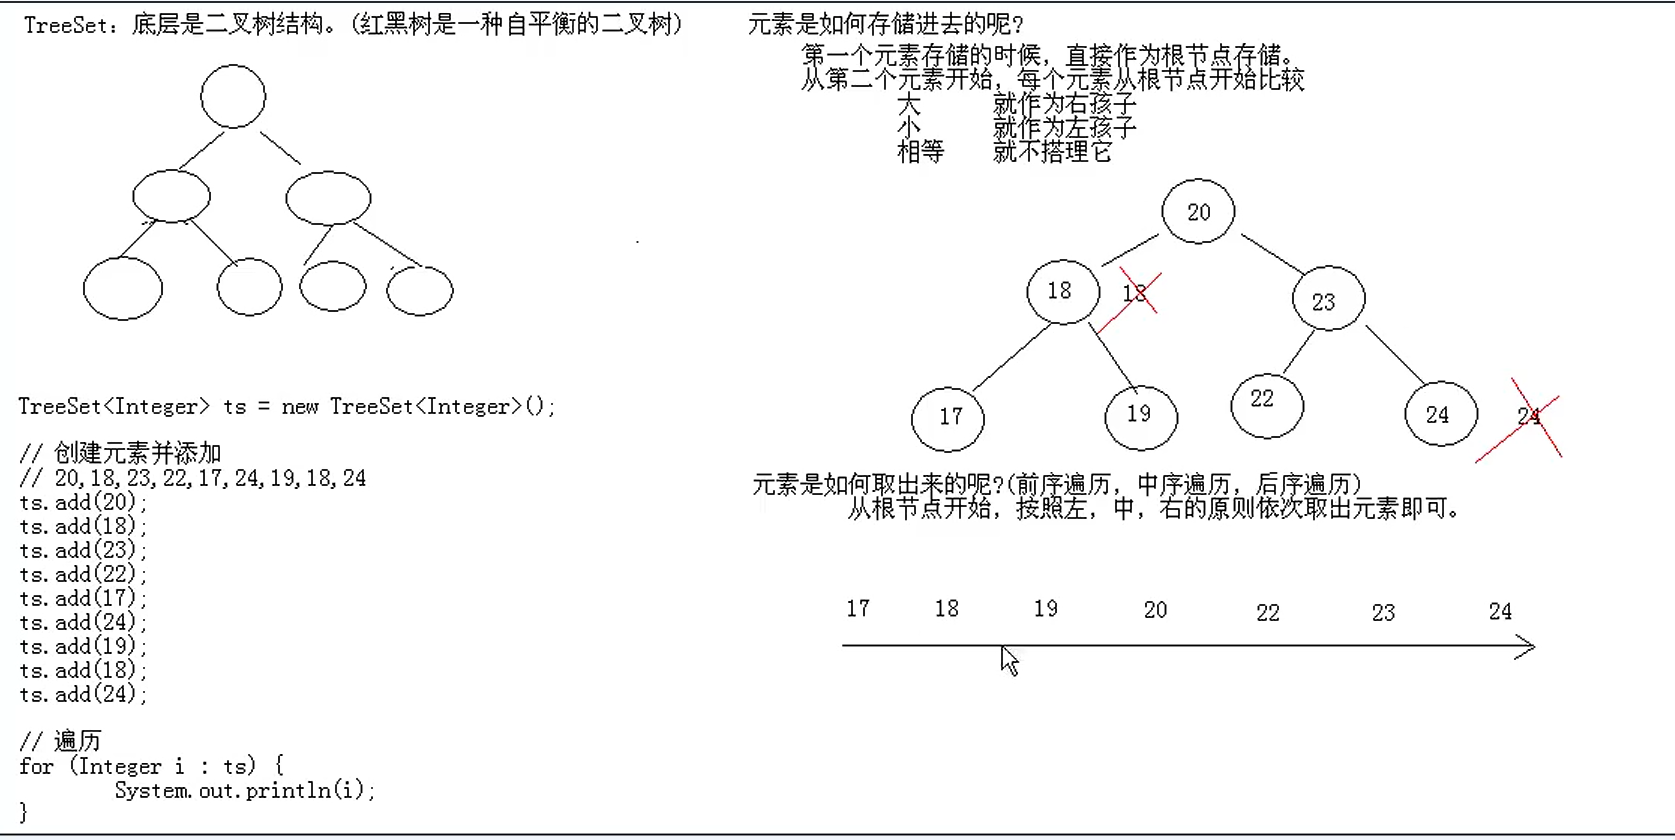 TreeSet: 底层是二叉树结构。(红黑树是一种自平衡的二叉树)
TreeSet<Integer> ts = new TreeSet<Integer>();
// 创建元素并添加
// 20,18,23,22,17,24,19,18,24
ts.add(20);
ts.add(18);
ts.add(23);
ts.add(22);
ts.add(17);
ts.add(24);
ts.add(19);
ts.add(18);
ts.add(24);
// 遍历
for (Integer i : ts) {
System.out.println(i);
}
元素是如何存储进去的呢?
第一个元素存储的时候，直接作为根节点存储。
从第二个元素开始，每个元素从根节点开始比较
大 就作为右孩子
小 就作为左孩子
相等 就不搭理它
20
18 18 23
17 19 22 24 24
元素是如何取出来的呢?(前序遍历，中序遍历，后序遍历)
从根节点开始，按照左，中，右的原则依次取出元素即可。
17 18 19 20 22 23 24